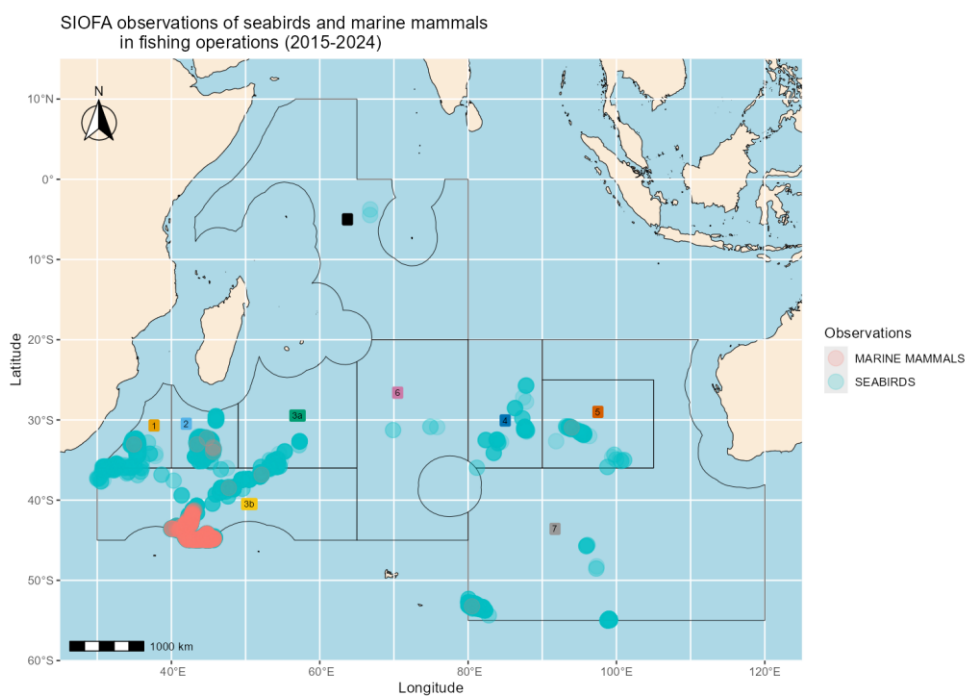 SIOFA observations of seabirds and marine mammals
in fishing operations (2015-2024)
N
10°N
0°
10°S
20°S
30°S
40°S
50°S
60°S
Latitude
6
3a
5
1
2
4
3b
7
1000 km
40°E
60°E
80°E
100°E
120°E
Longitude
Observations
MARINE MAMMALS
SEABIRDS